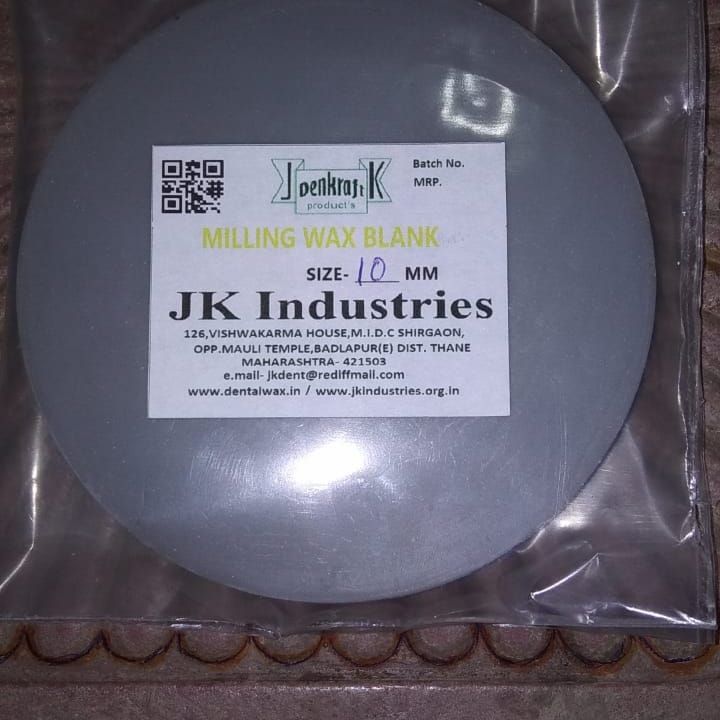 J Denkraft K
product's
Batch No.
MRP.
MILLING WAX BLANK
SIZE- 10 MM
JK Industries
126,VISHWAKARMA HOUSE,M.I.D.C SHIRGAON,
OPP.MAULI TEMPLE,BADLAPUR(E) DIST. THANE
MAHARASHTRA- 421503
e.mail- jkdent@rediffmail.com
www.dentalwax.in / www.jkindustries.org.in